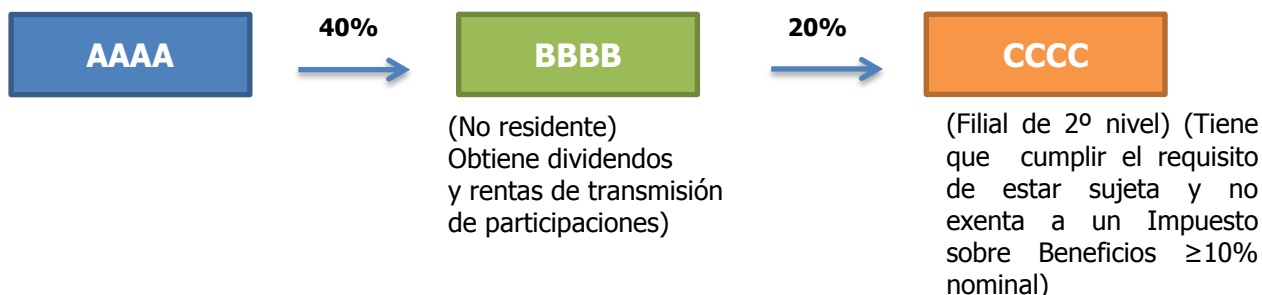 AAAA
40%
BBBB
20%
CCCC
(No residente)
Obtiene dividendos
y rentas de transmisión
de participaciones)
(Filial de 2º nivel) (Tiene
que cumplir el requisito
de estar sujeta y no
exenta a un Impuesto
sobre Beneficios ≥10%
nominal)